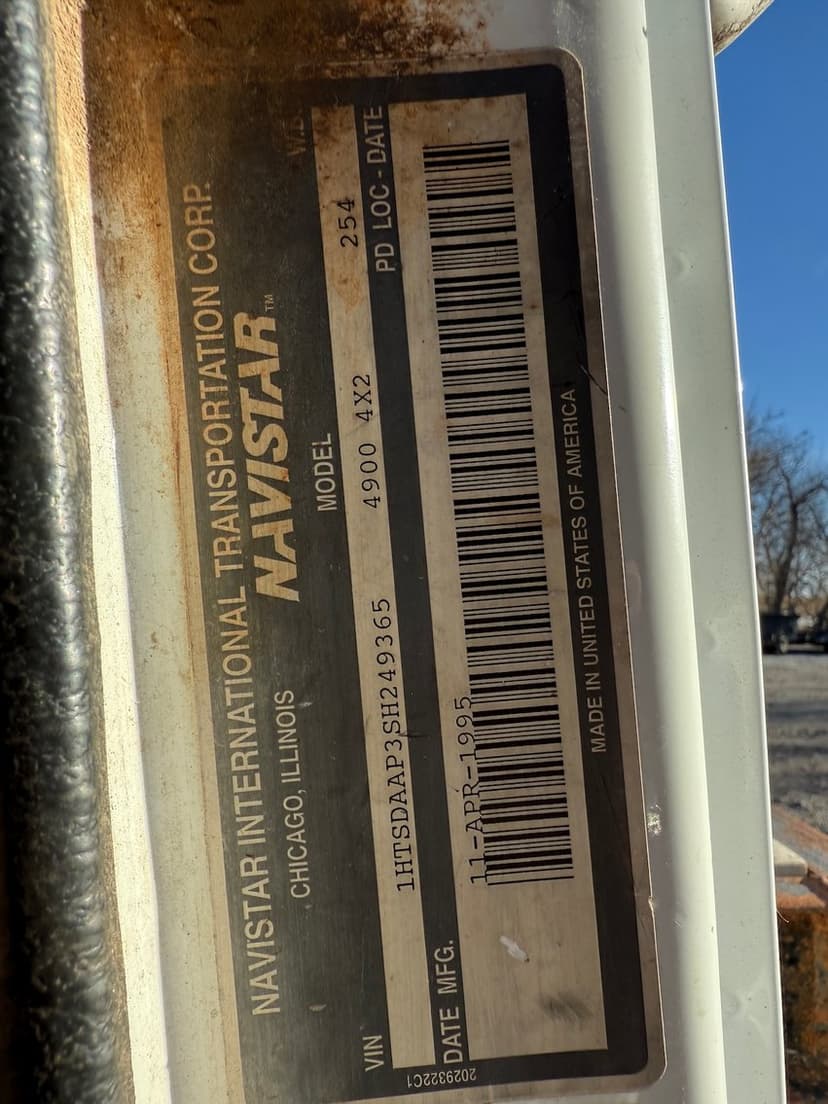 NAVISTAR INTERNATIONAL TRANSPORTATION CORP.
CHICAGO, ILLINOIS
NAVISTAR™
VIN MODEL W.B.
1HTSDAAP3SH249365 4900 4X2 254
DATE MFG. PD LOC - DATE
11-APR-1995
MADE IN UNITED STATES OF AMERICA
2029322C1